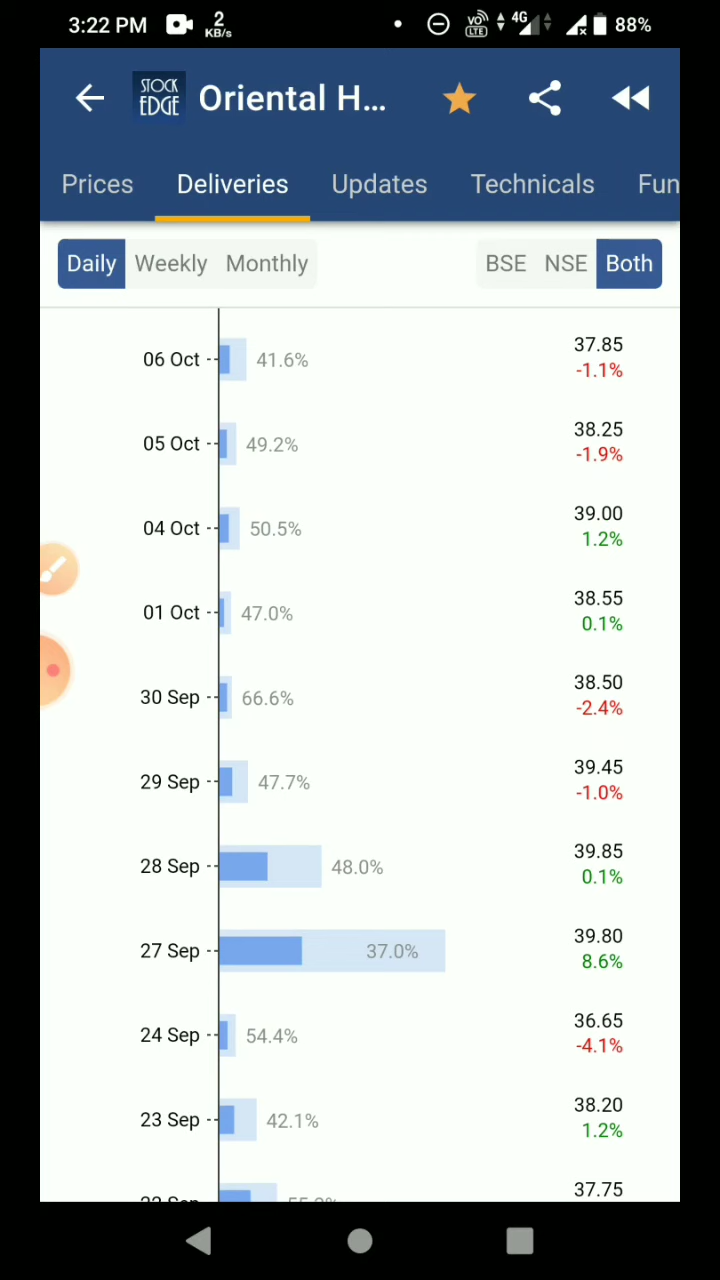 3:22 PM 2 KB/s VO LTE 4G 88%
STOCK EDGE Oriental H...
Prices Deliveries Updates Technicals Fun
Daily Weekly Monthly BSE NSE Both
06 Oct 41.6% 37.85
-1.1%
05 Oct 49.2% 38.25
-1.9%
04 Oct 50.5% 39.00
1.2%
01 Oct 47.0% 38.55
0.1%
30 Sep 66.6% 38.50
-2.4%
29 Sep 47.7% 39.45
-1.0%
28 Sep 48.0% 39.85
0.1%
27 Sep 37.0% 39.80
8.6%
24 Sep 54.4% 36.65
-4.1%
23 Sep 42.1% 38.20
1.2%
37.75